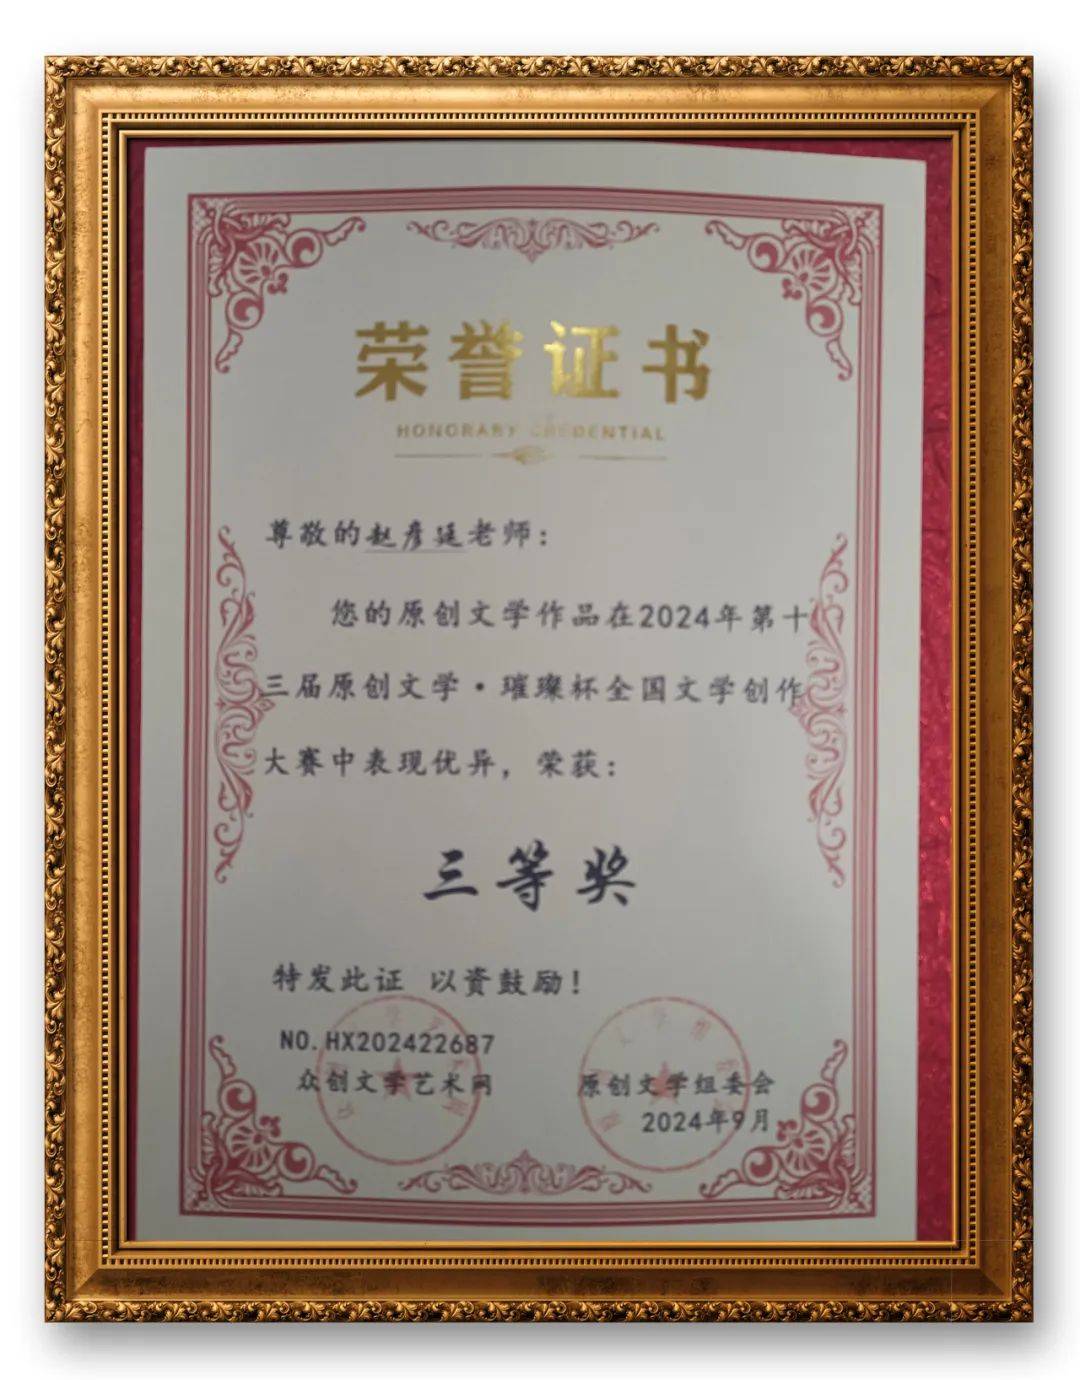 荣誉证书
HONORARY CREDENTIAL
尊敬的赵彦廷老师：
您的原创文学作品在2024年第十
三届原创文学·璀璨杯全国文学创作
大赛中表现优异，荣获：
三等奖
特发此证 以资鼓励！
NO.HX202422687
众创文学艺术网
原创文学组委会
2024年9月